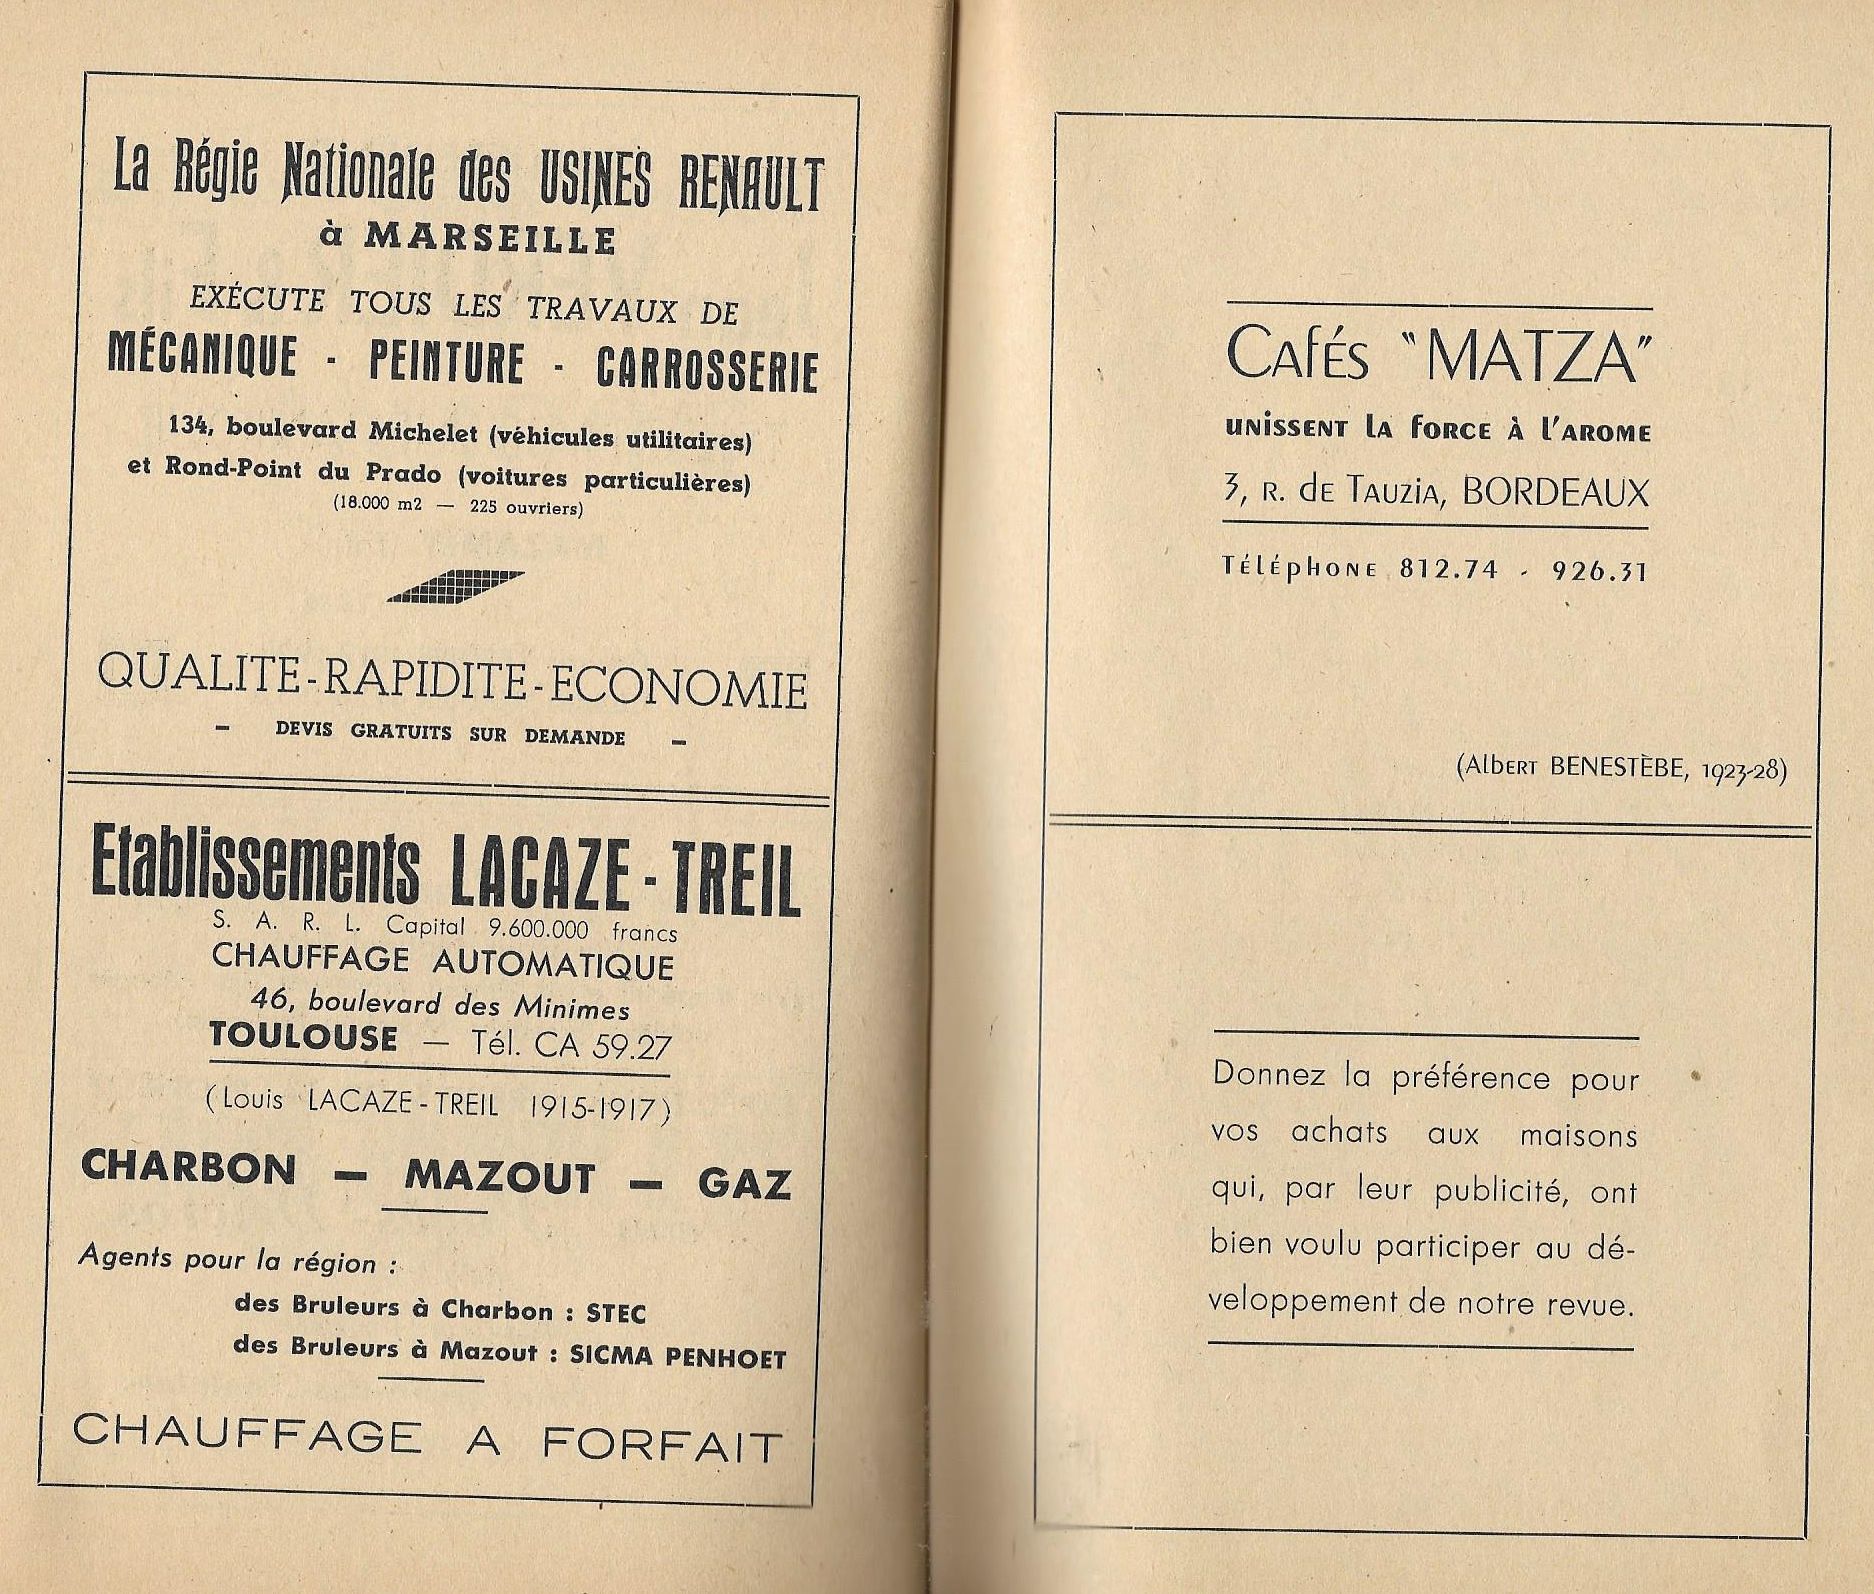 La Régie Nationale des USINES RENAULT
à MARSEILLE
EXÉCUTE TOUS LES TRAVAUX DE
MÉCANIQUE - PEINTURE - CARROSSERIE
134, boulevard Michelet (véhicules utilitaires)
et Rond-Point du Prado (voitures particulières)
(18.000 m2 — 225 ouvriers)
QUALITE-RAPIDITE-ECONOMIE
- DEVIS GRATUITS SUR DEMANDE -
Etablissements LACAZE-TREIL
S. A. R. L. Capital 9.600.000 francs
CHAUFFAGE AUTOMATIQUE
46, boulevard des Minimes
TOULOUSE — Tél. CA 59.27
(Louis LACAZE-TREIL 1915-1917)
CHARBON — MAZOUT — GAZ
Agents pour la région :
des Bruleurs à Charbon : STEC
des Bruleurs à Mazout : SICMA PENHOET
CHAUFFAGE A FORFAIT
Cafés "MATZA"
unissent la force à l'arome
3, r. de Tauzia, BORDEAUX
Téléphone 812.74 - 926.31
(Albert BENESTÈBE, 1923-28)
Donnez la préférence pour
vos achats aux maisons
qui, par leur publicité, ont
bien voulu participer au dé-
veloppement de notre revue.